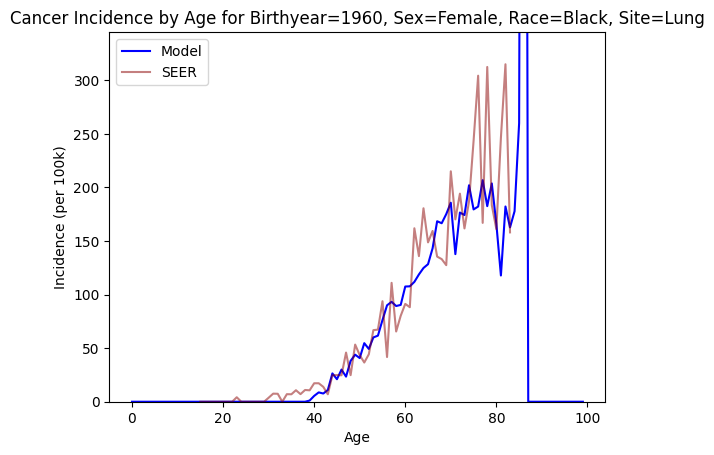 Cancer Incidence by Age for Birthyear=1960, Sex=Female, Race=Black, Site=Lung
Model
SEER
Incidence (per 100k)
300
250
200
150
100
50
0
0 20 40 60 80 100
Age